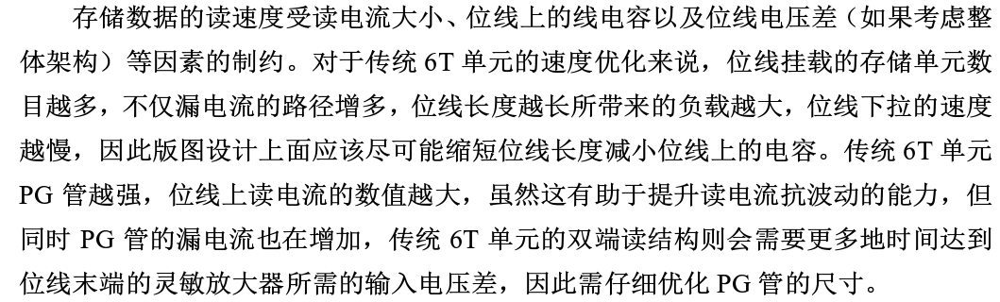 存储数据的读速度受读电流大小、位线上的线电容以及位线电压差（如果考虑整
体架构）等因素的制约。对于传统 6T 单元的速度优化来说，位线挂载的存储单元数
目越多，不仅漏电流的路径增多，位线长度越长所带来的负载越大，位线下拉的速度
越慢，因此版图设计上面应该尽可能缩短位线长度减小位线上的电容。传统 6T 单元
PG 管越强，位线上读电流的数值越大，虽然这有助于提升读电流抗波动的能力，但
同时 PG 管的漏电流也在增加，传统 6T 单元的双端读结构则会需要更多地时间达到
位线末端的灵敏放大器所需的输入电压差，因此需仔细优化 PG 管的尺寸。